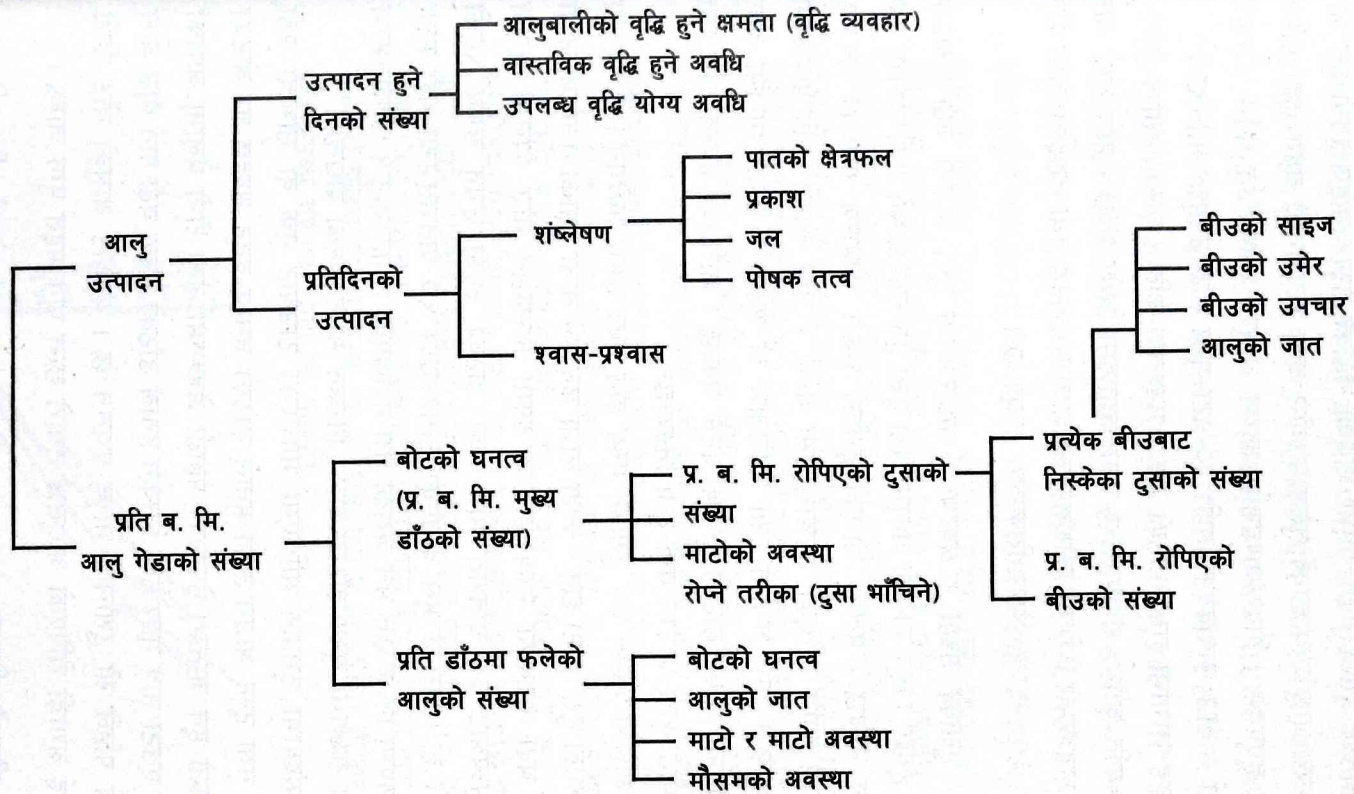 आलुबालीको वृद्धि हुने क्षमता (वृद्धि व्यवहार)
उत्पादन हुने
दिनको संख्या
वास्तविक वृद्धि हुने अवधि
उपलब्ध वृद्धि योग्य अवधि
आलु
उत्पादन
प्रतिदिनको
उत्पादन
शंष्लेषण
पातको क्षेत्रफल
प्रकाश
जल
पोषक तत्व
श्वास-प्रश्वास
बीउको साइज
बीउको उमेर
बीउको उपचार
आलुको जात
प्रति ब. मि.
आलु गेडाको संख्या
बोटको घनत्व
(प्र. ब. मि. मुख्य
डाँठको संख्या)
प्र. ब. मि. रोपिएको टुसाको
संख्या
माटोको अवस्था
रोप्ने तरीका (टुसा भाँचिने)
प्रत्येक बीउबाट
निस्केका टुसाको संख्या
प्र. ब. मि. रोपिएको
बीउको संख्या
प्रति डाँठमा फलेको
आलुको संख्या
बोटको घनत्व
आलुको जात
माटो र माटो अवस्था
मौसमको अवस्था